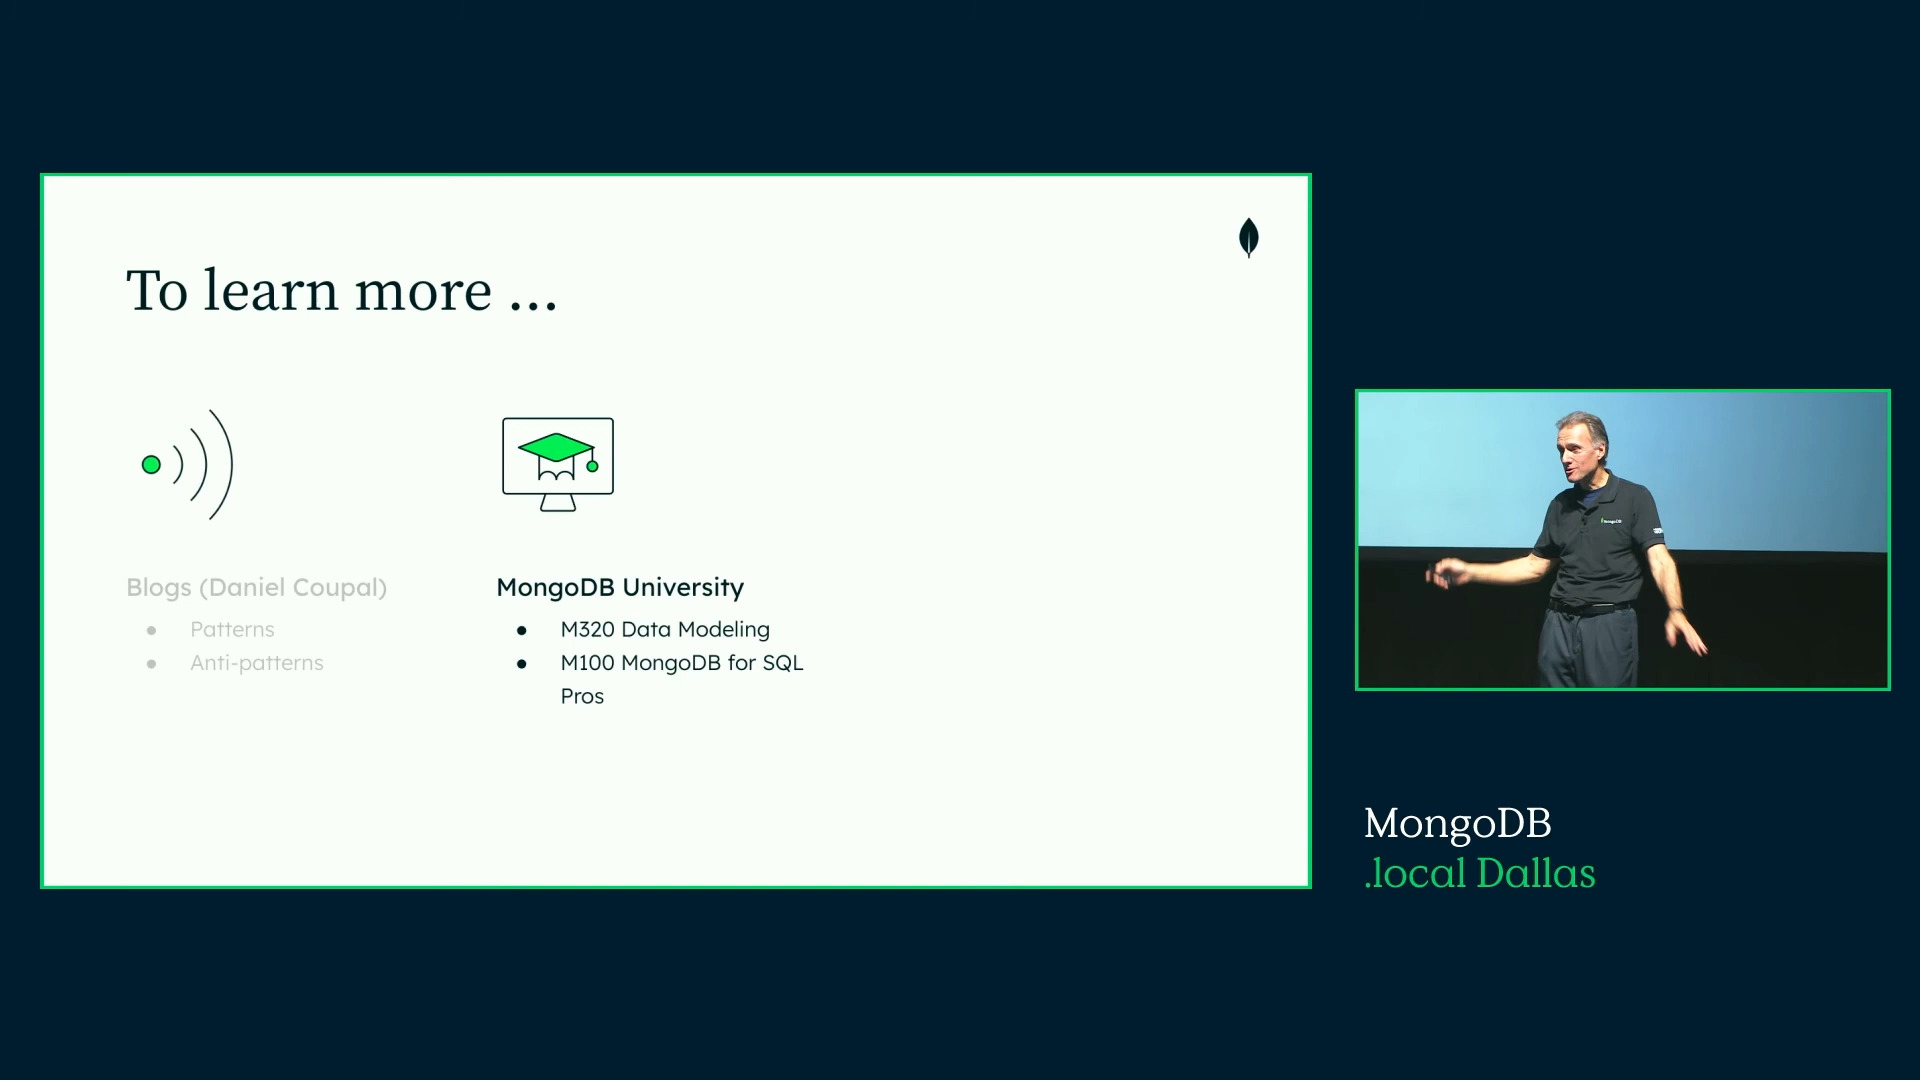 To learn more ...
Blogs (Daniel Coupal)
● Patterns
● Anti-patterns
MongoDB University
● M320 Data Modeling
● M100 MongoDB for SQL
Pros
MongoDB
MongoDB
.local Dallas